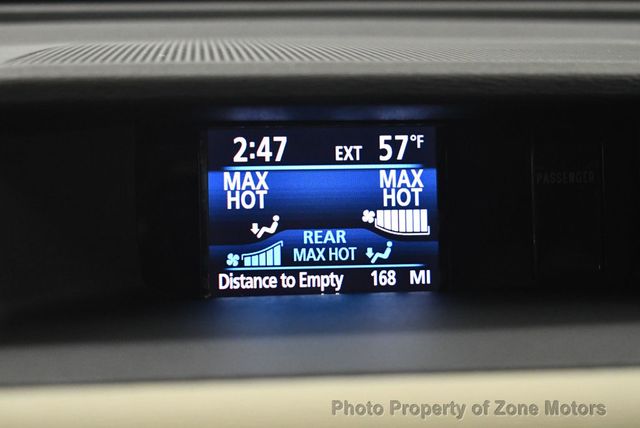 2:47 EXT 57°F
MAX HOT MAX HOT
REAR
MAX HOT
Distance to Empty 168 MI
PASSENGER
Photo Property of Zone Motors